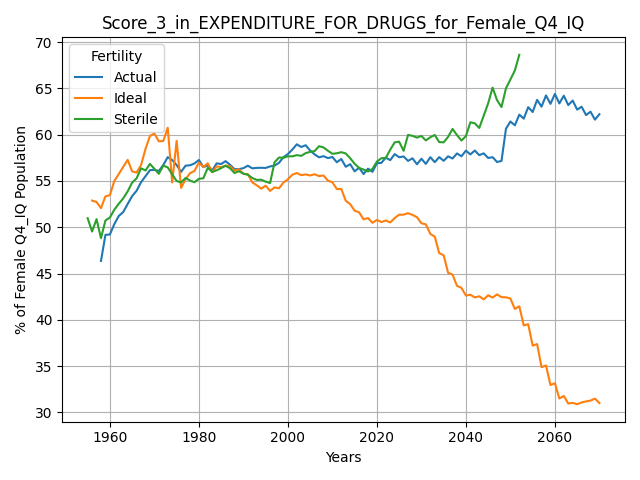 Score_3_in_EXPENDITURE_FOR_DRUGS_for_Female_Q4_IQ
Fertility
Actual
Ideal
Sterile
% of Female Q4_IQ Population
70
65
60
55
50
45
40
35
30
1960 1980 2000 2020 2040 2060
Years